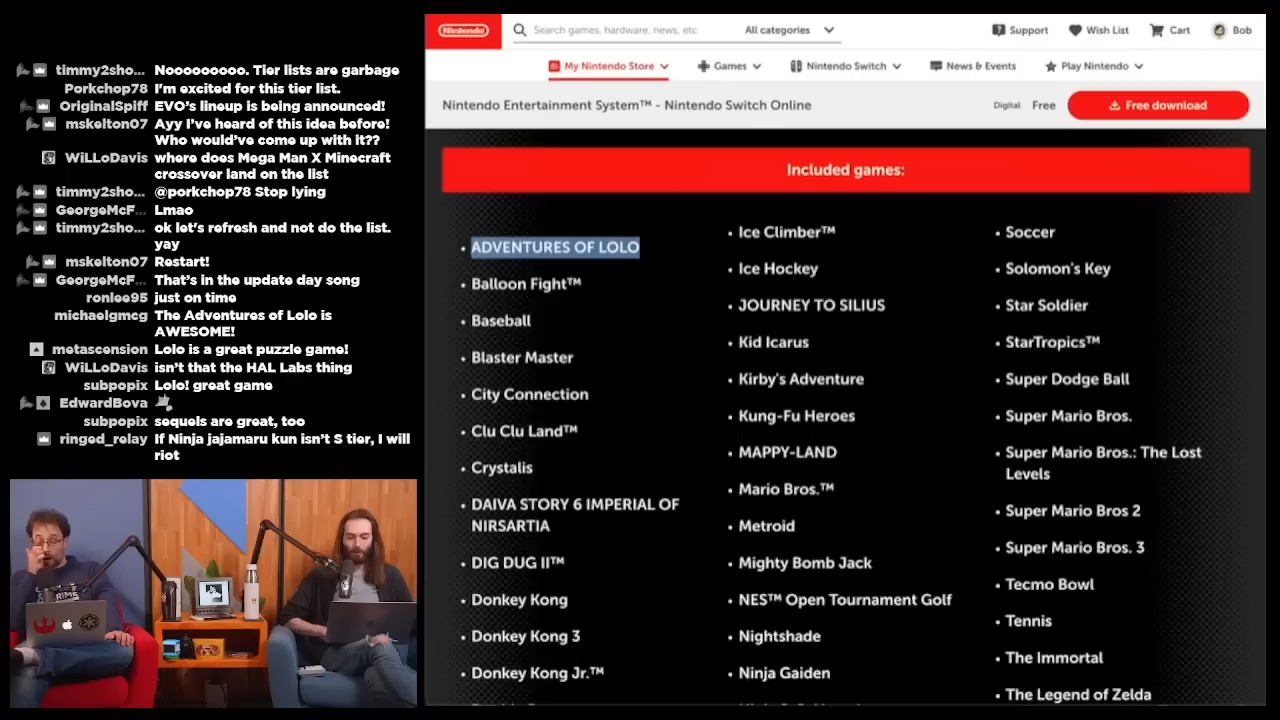 timmy2sho... Nooooooooo. Tier lists are garbage
Porkchop78 I'm excited for this tier list.
OriginalSpiff EVO's lineup is being announced!
mskelton07 Ayy I've heard of this idea before!
Who would've come up with it??
WiLLoDavis where does Mega Man X Minecraft
crossover land on the list
timmy2sho... @porkchop78 Stop lying
GeorgeMcF... Lmao
timmy2sho... ok let's refresh and not do the list.
yay
mskelton07 Restart!
GeorgeMcF... That's in the update day song
ronlee95 just on time
michaelgmcg The Adventures of Lolo is
AWESOME!
metascension Lolo is a great puzzle game!
WiLLoDavis isn't that the HAL Labs thing
subpopix Lolo! great game
EdwardBova
subpopix sequels are great, too
ringed_relay If Ninja jajamaru kun isn't S tier, I will
riot
Nintendo
Search games, hardware, news, etc
All categories
Support
Wish List
Cart
Bob
My Nintendo Store
Games
Nintendo Switch
News & Events
Play Nintendo
Nintendo Entertainment System™ - Nintendo Switch Online
Digital
Free
Free download
Included games:
• ADVENTURES OF LOLO
• Balloon Fight™
• Baseball
• Blaster Master
• City Connection
• Clu Clu Land™
• Crystalis
• DAIVA STORY 6 IMPERIAL OF
NIRSARTIA
• DIG DUG II™
• Donkey Kong
• Donkey Kong 3
• Donkey Kong Jr.™
• Ice Climber™
• Ice Hockey
• JOURNEY TO SILIUS
• Kid Icarus
• Kirby's Adventure
• Kung-Fu Heroes
• MAPPY-LAND
• Mario Bros.™
• Metroid
• Mighty Bomb Jack
• NES™ Open Tournament Golf
• Nightshade
• Ninja Gaiden
• Soccer
• Solomon's Key
• Star Soldier
• StarTropics™
• Super Dodge Ball
• Super Mario Bros.
• Super Mario Bros.: The Lost
Levels
• Super Mario Bros 2
• Super Mario Bros. 3
• Tecmo Bowl
• Tennis
• The Immortal
• The Legend of Zelda